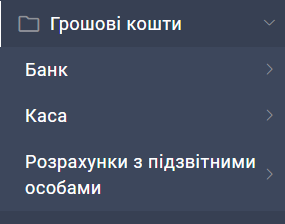 Грошові кошти
Банк
Каса
Розрахунки з підзвітними
особами